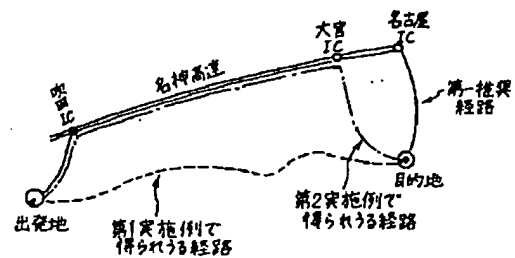 名古屋
IC
大宮
IC
名神高速
吹田
IC
第一推奨
経路
目的地
出発地
第1実施例で
得られうる経路
第2実施例で
得られうる経路